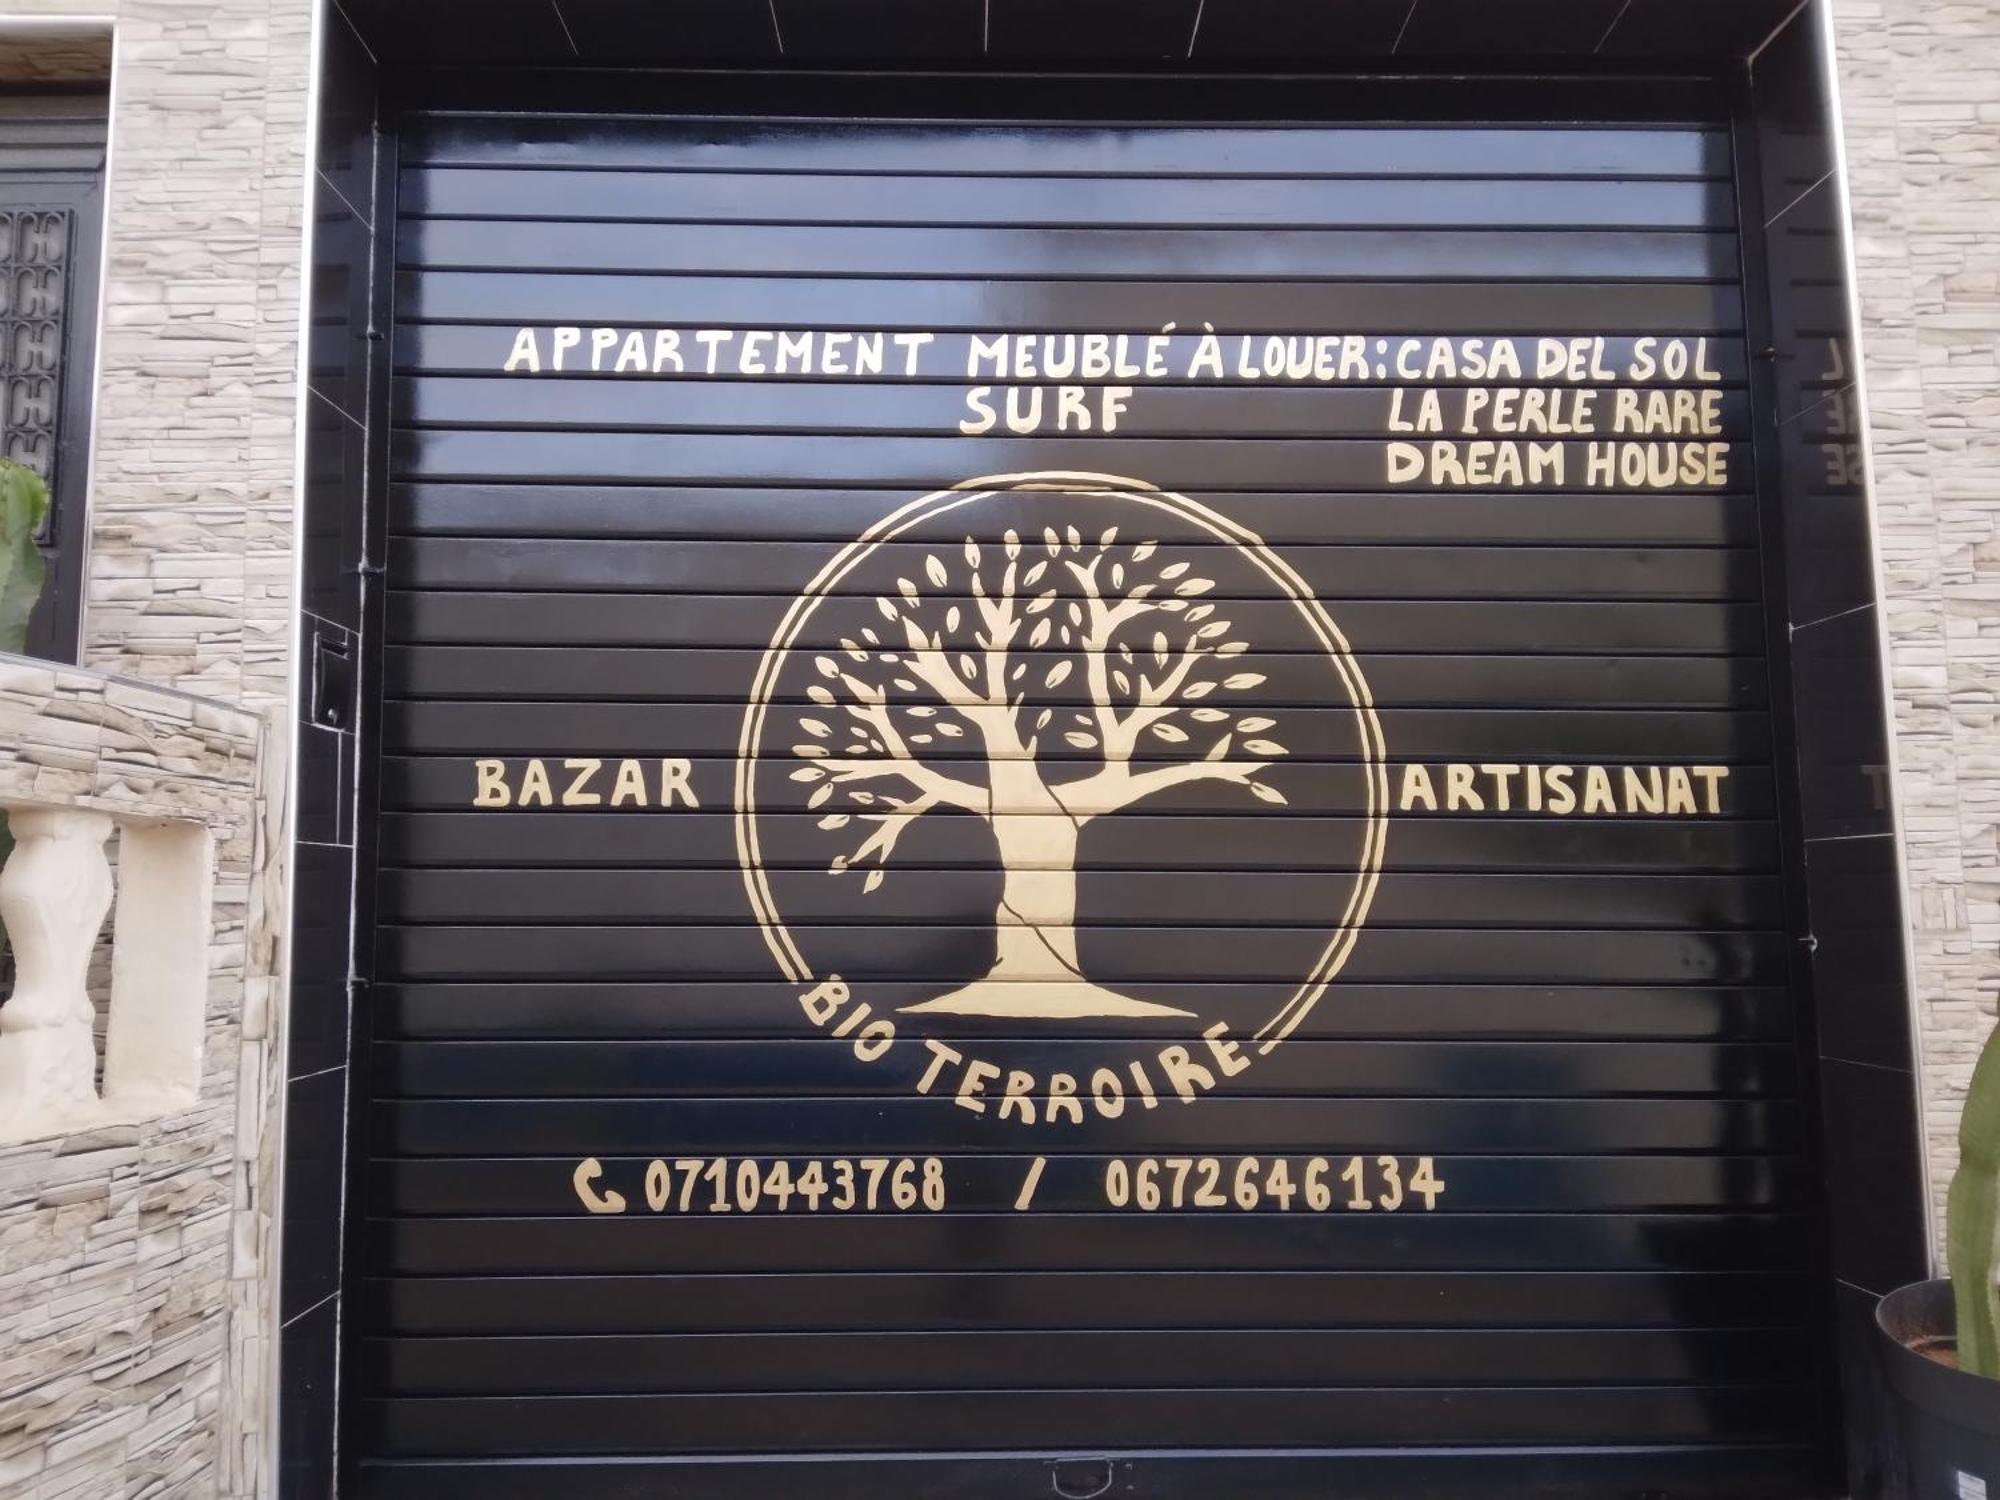 APPARTEMENT MEUBLÉ À LOUER: CASA DEL SOL
SURF LA PERLE RARE
DREAM HOUSE
BAZAR ARTISANAT
BIO TERROIRE
0710443768 / 0672646134